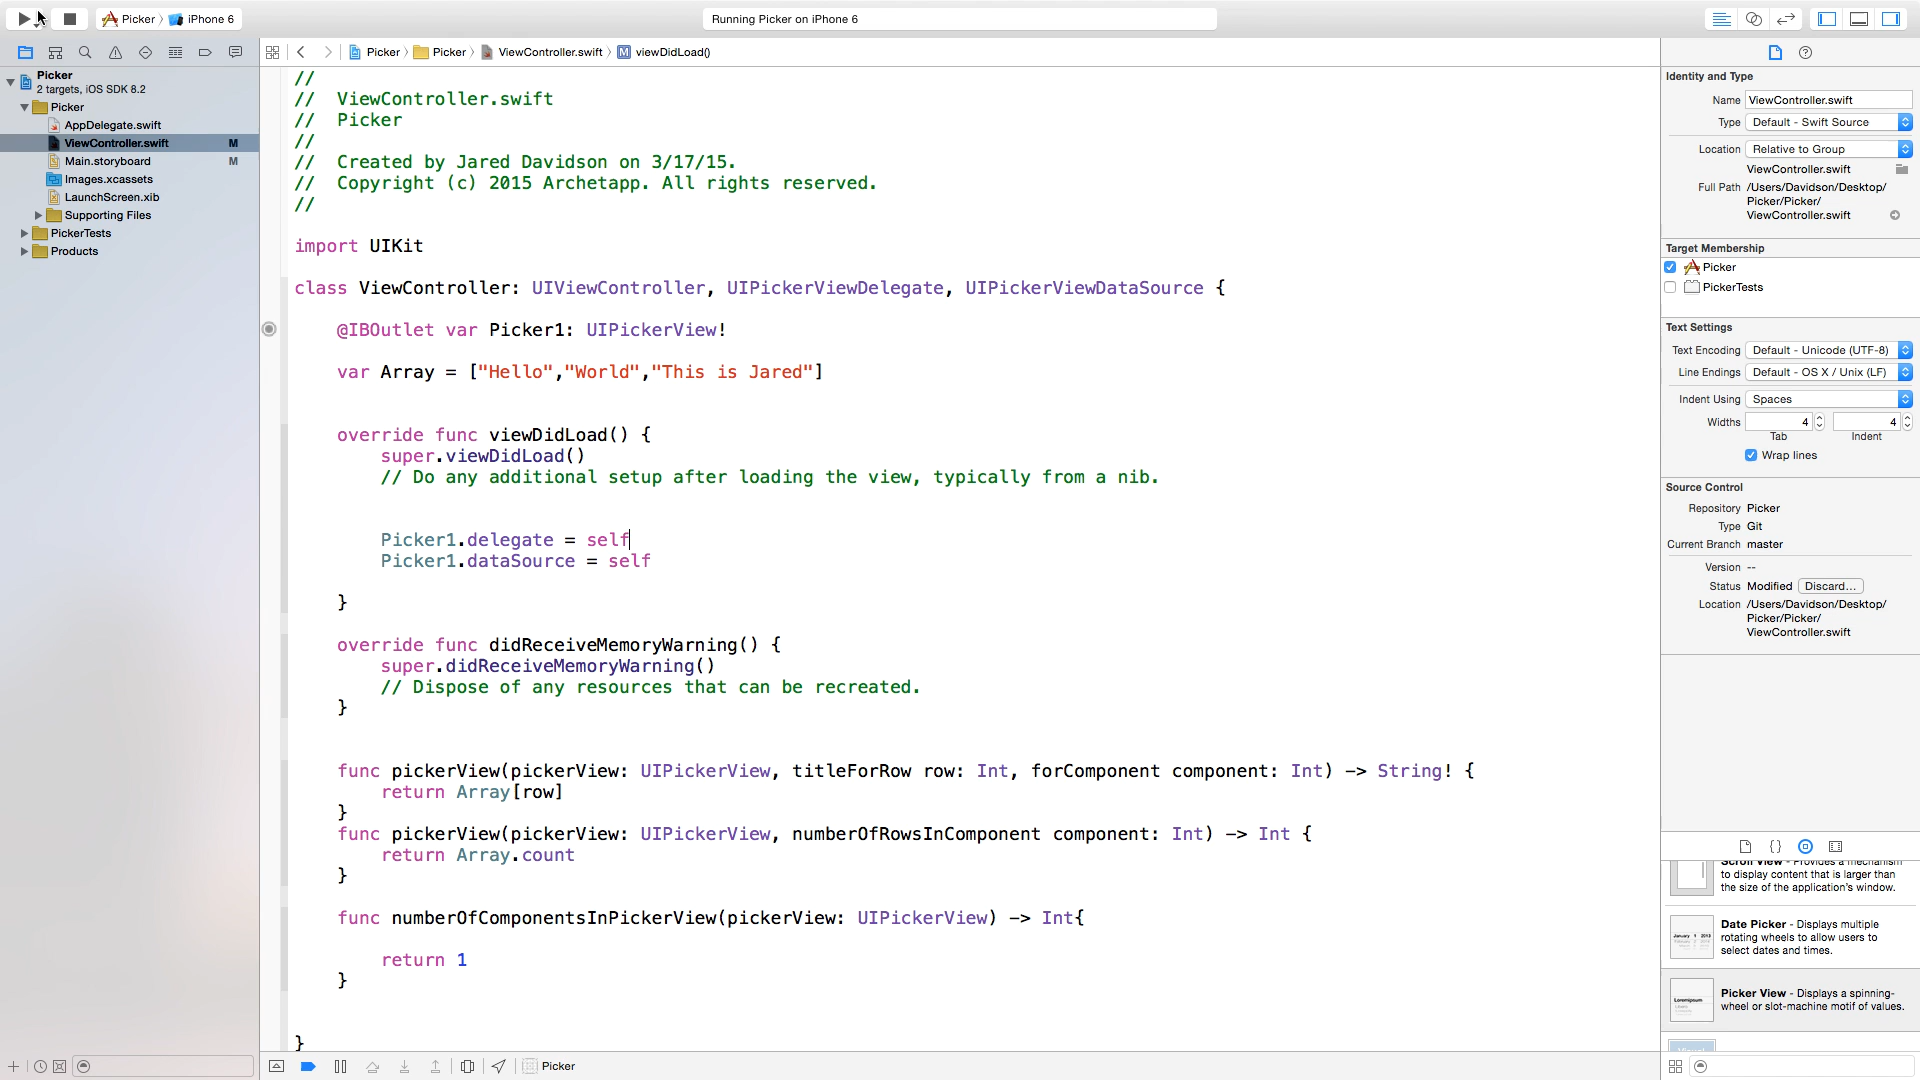 Picker 〉 iPhone 6
Running Picker on iPhone 6
Picker 〉 Picker 〉 ViewController.swift 〉 M viewDidLoad()
Picker
2 targets, iOS SDK 8.2
Picker
AppDelegate.swift
ViewController.swift M
Main.storyboard M
Images.xcassets
LaunchScreen.xib
Supporting Files
PickerTests
Products
//
//  ViewController.swift
//  Picker
//
//  Created by Jared Davidson on 3/17/15.
//  Copyright (c) 2015 Archetapp. All rights reserved.
//
import UIKit
class ViewController: UIViewController, UIPickerViewDelegate, UIPickerViewDataSource {
@IBOutlet var Picker1: UIPickerView!
var Array = ["Hello","World","This is Jared"]
override func viewDidLoad() {
super.viewDidLoad()
// Do any additional setup after loading the view, typically from a nib.
Picker1.delegate = self
Picker1.dataSource = self
}
override func didReceiveMemoryWarning() {
super.didReceiveMemoryWarning()
// Dispose of any resources that can be recreated.
}
func pickerView(pickerView: UIPickerView, titleForRow row: Int, forComponent component: Int) -> String! {
return Array[row]
}
func pickerView(pickerView: UIPickerView, numberOfRowsInComponent component: Int) -> Int {
return Array.count
}
func numberOfComponentsInPickerView(pickerView: UIPickerView) -> Int{
return 1
}
}
Picker
Identity and Type
Name ViewController.swift
Type Default - Swift Source
Location Relative to Group
ViewController.swift
Full Path /Users/Davidson/Desktop/
Picker/Picker/
ViewController.swift
Target Membership
Picker
PickerTests
Text Settings
Text Encoding Default - Unicode (UTF-8)
Line Endings Default - OS X / Unix (LF)
Indent Using Spaces
Widths 4 4
Tab Indent
Wrap lines
Source Control
Repository Picker
Type Git
Current Branch master
Version --
Status Modified Discard...
Location /Users/Davidson/Desktop/
Picker/Picker/
ViewController.swift
Scroll View - Provides a mechanism
to display content that is larger than
the size of the application's window.
Date Picker - Displays multiple
rotating wheels to allow users to
select dates and times.
Picker View - Displays a spinning-
wheel or slot-machine motif of values.